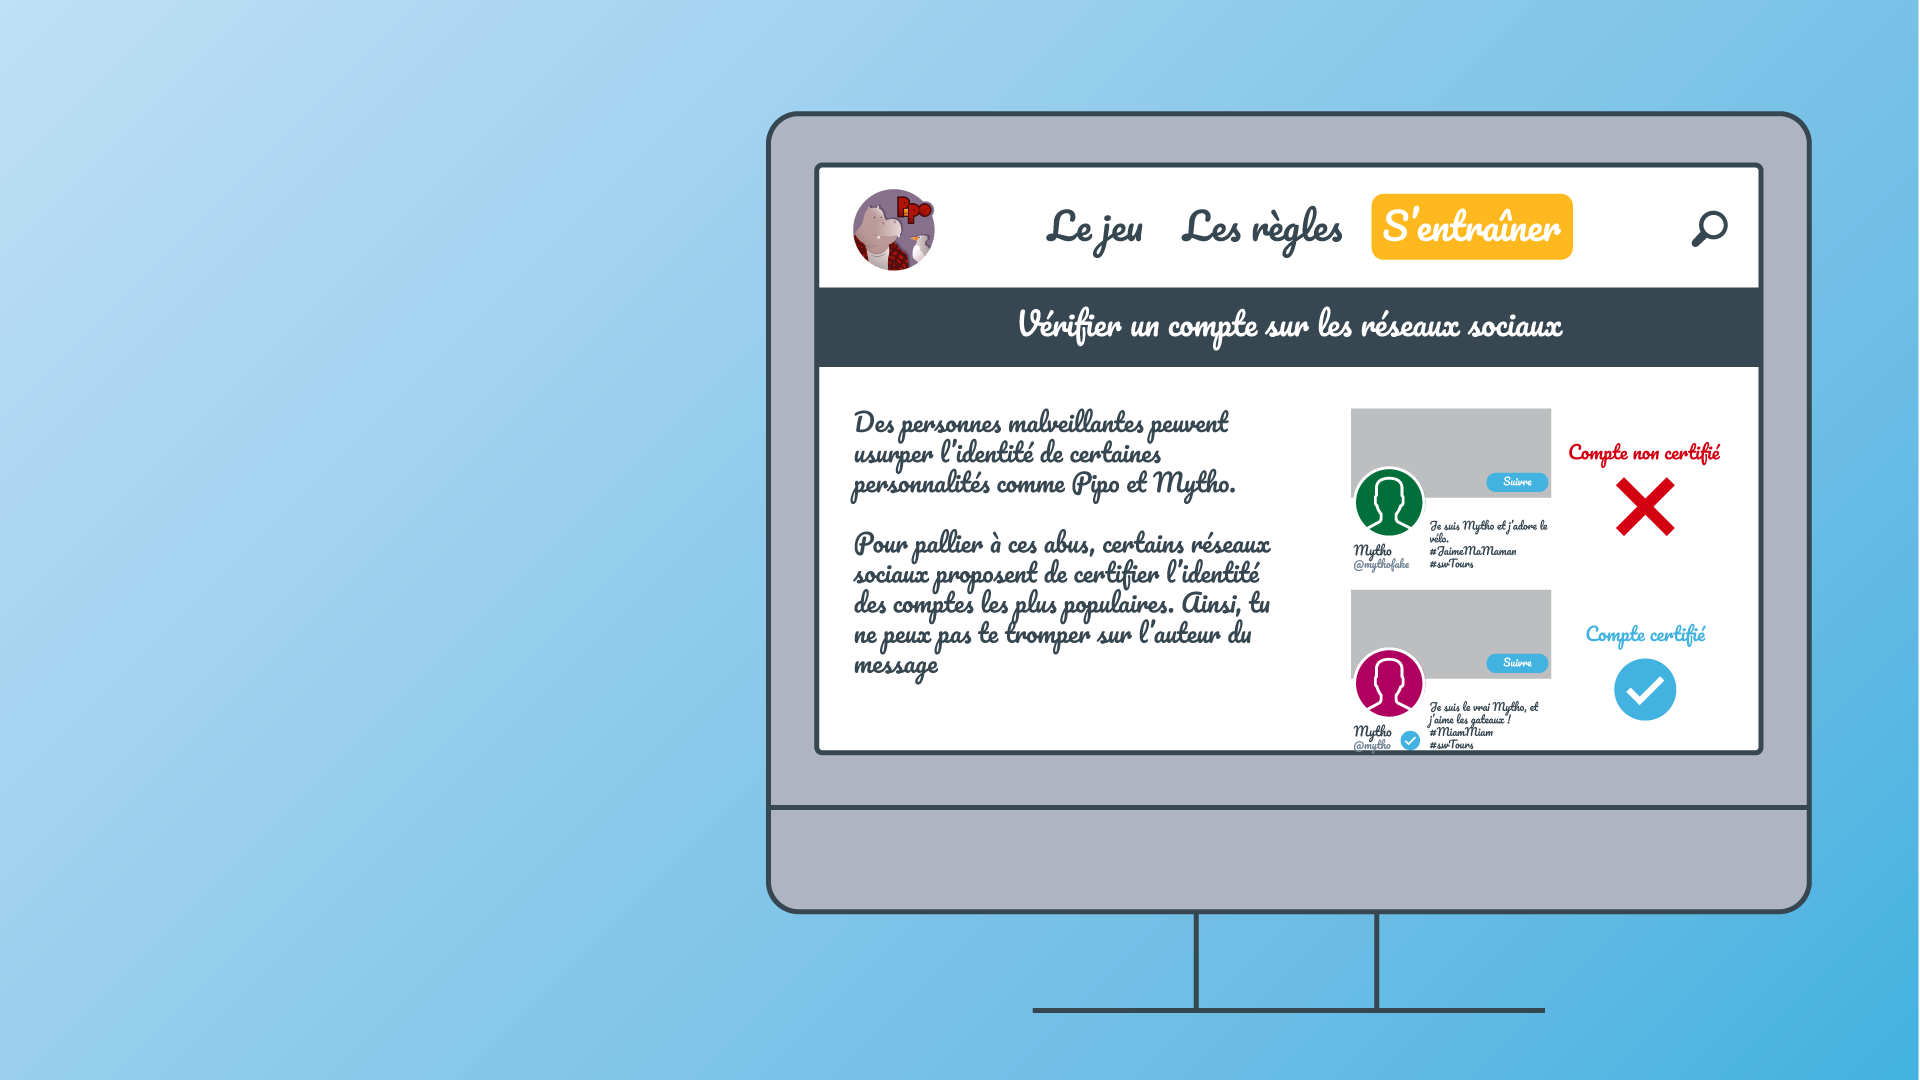 Pipo
Le jeu
Les règles
S'entraîner
Vérifier un compte sur les réseaux sociaux
Des personnes malveillantes peuvent
usurper l'identité de certaines
personnalités comme Pipo et Mytho.
Pour pallier à ces abus, certains réseaux
sociaux proposent de certifier l'identité
des comptes les plus populaires. Ainsi, tu
ne peux pas te tromper sur l'auteur du
message
Suivre
Je suis Mytho et j'adore le
vélo.
#JaimeMaMaman
#swTours
Mytho
@mythofake
Compte non certifié
Suivre
Je suis le vrai Mytho, et
j'aime les gateaux !
#MiamMiam
#swTours
Mytho
@mytho
Compte certifié